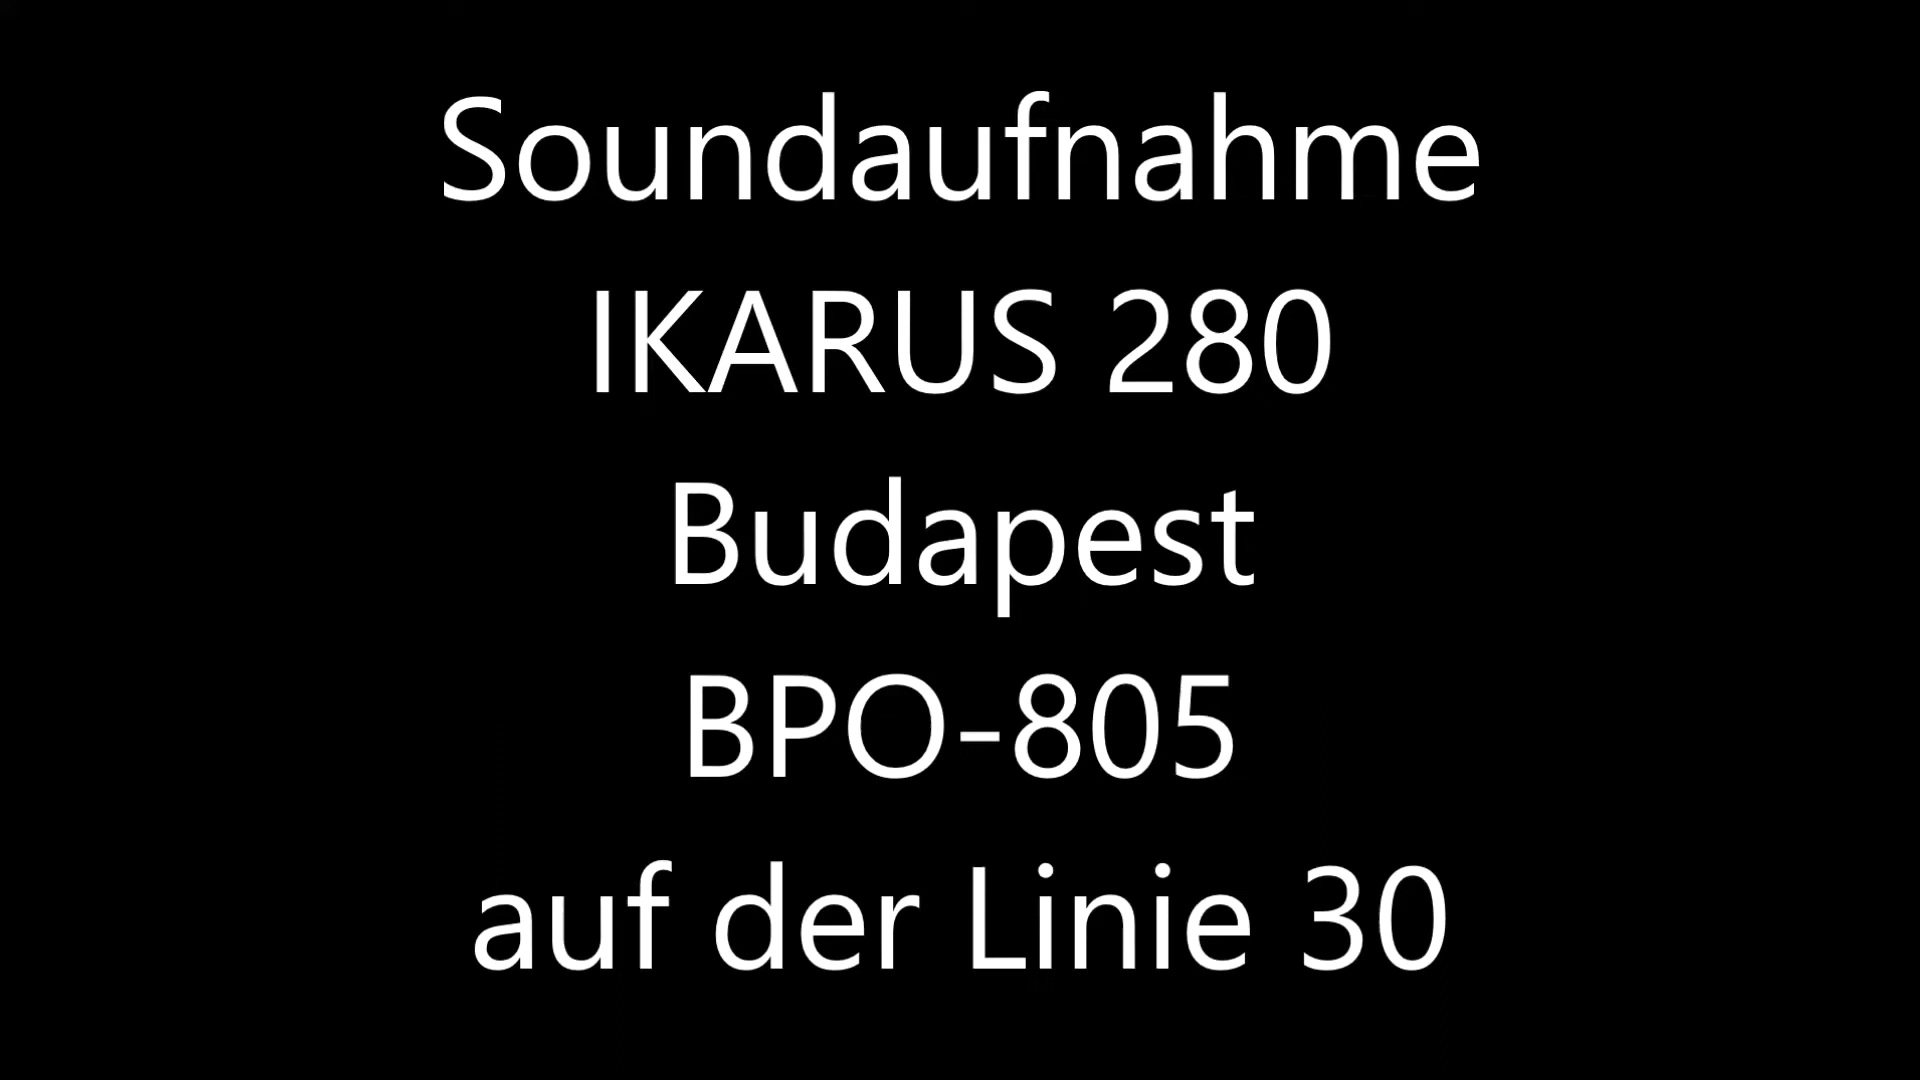 Soundaufnahme
IKARUS 280
Budapest
BPO-805
auf der Linie 30